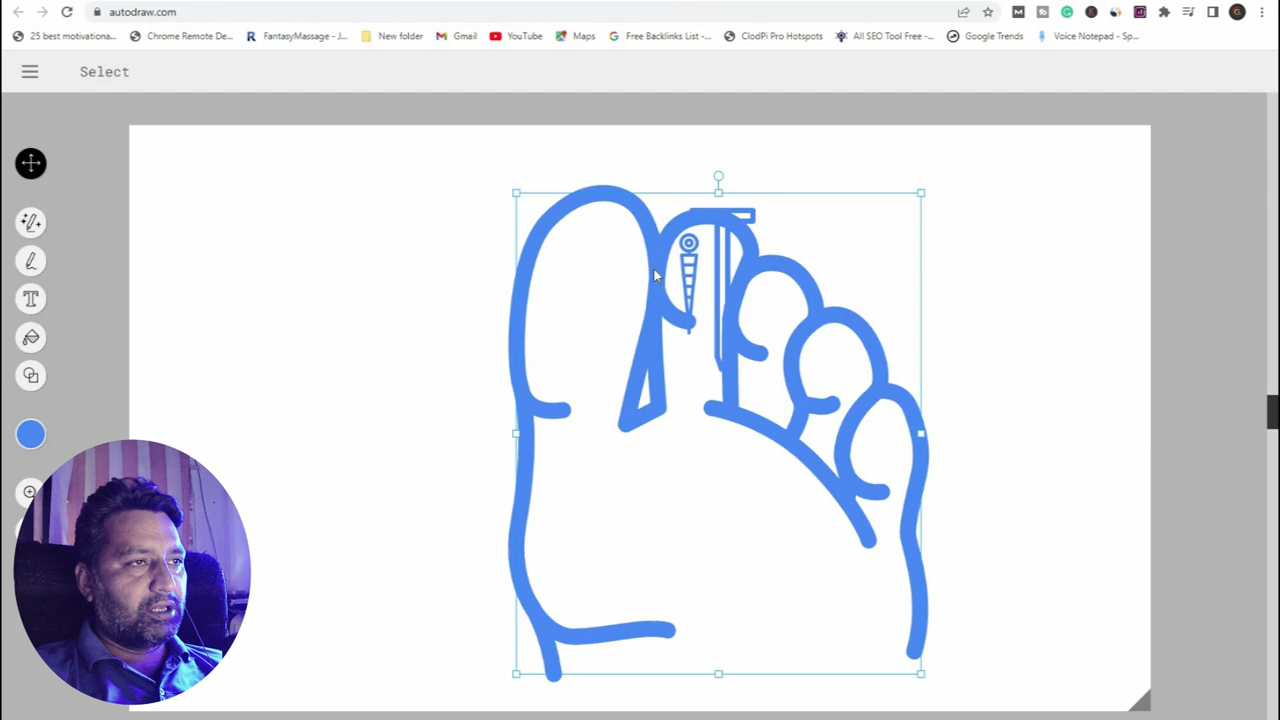 autodraw.com
25 best motivationa...
Chrome Remote De...
FantasyMassage - J...
New folder
Gmail
YouTube
Maps
Free Backlinks List -...
ClodPi Pro Hotspots
All SEO Tool Free -...
Google Trends
Voice Notepad - Sp...
Select